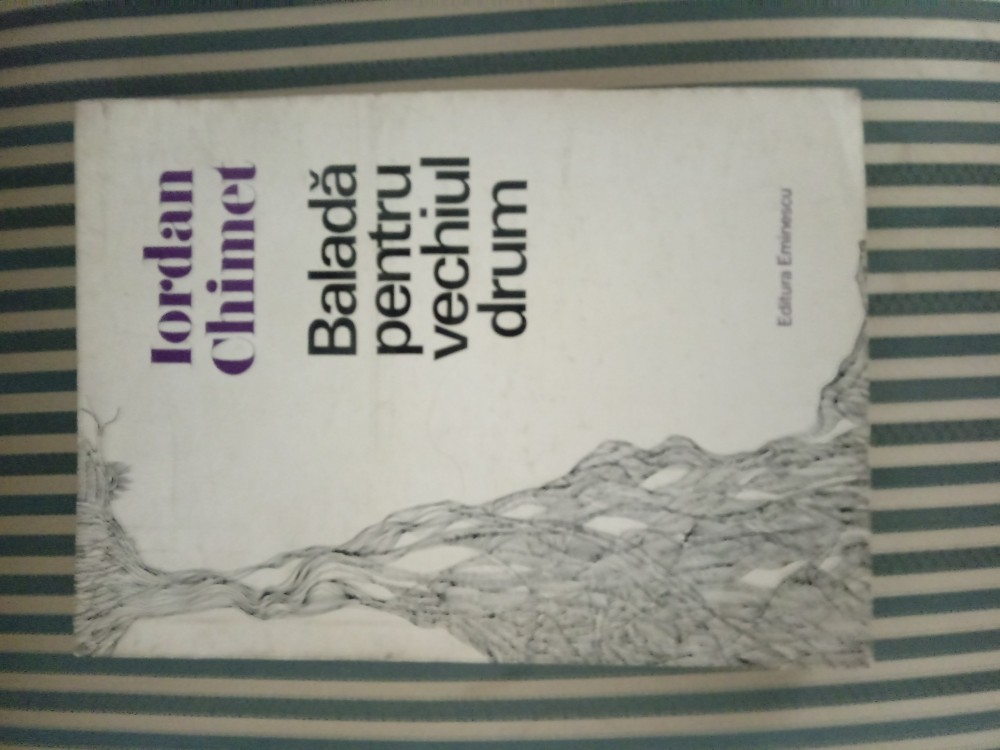 Iordan
Chimet
Baladă
pentru
vechiul
drum
Editura Eminescu